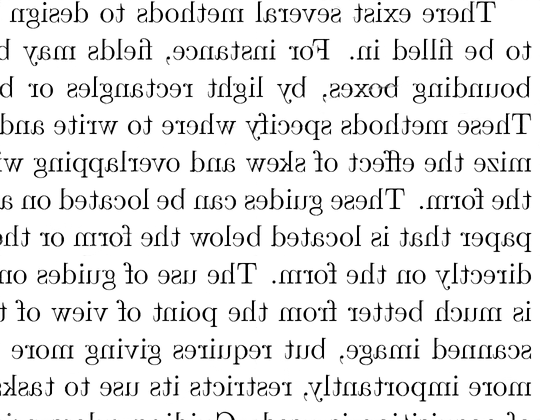 There exist several methods to design
to be filled in. For instance, fields may b
bounding boxes, by light rectangles or b
These methods specify where to write and
mize the effect of skew and overlapping wi
the form. These guides can be located on a
paper that is located below the form or the
directly on the form. The use of guides on
is much better from the point of view of t
scanned image, but requires giving more
more importantly, restricts its use to tasks